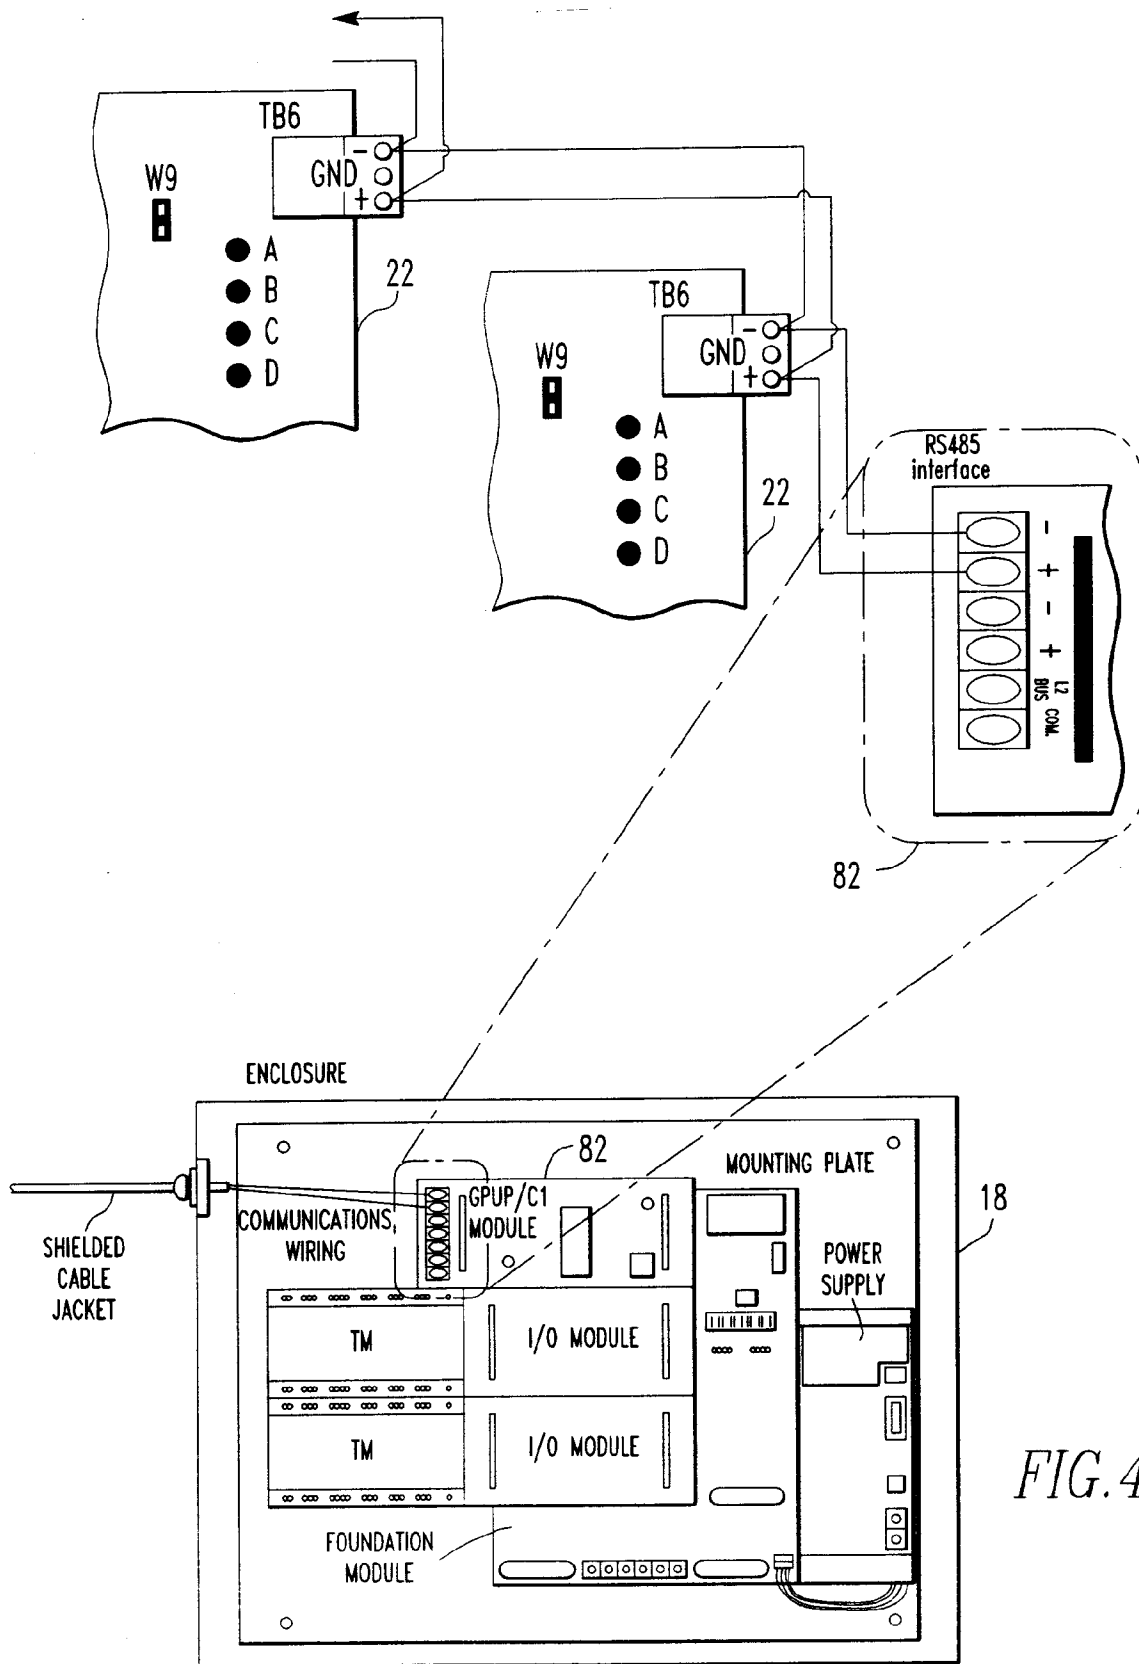 TB6
-
GND
+
W9
A
B
C
D
22
TB6
-
GND
+
W9
A
B
C
D
22
RS485
interface
-
+
-
+
L2
BUS
COM.
82
ENCLOSURE
82
MOUNTING PLATE
GPUP/C1
MODULE
18
COMMUNICATIONS
WIRING
SHIELDED
CABLE
JACKET
POWER
SUPPLY
TM
I/O MODULE
TM
I/O MODULE
FOUNDATION
MODULE
FIG.4